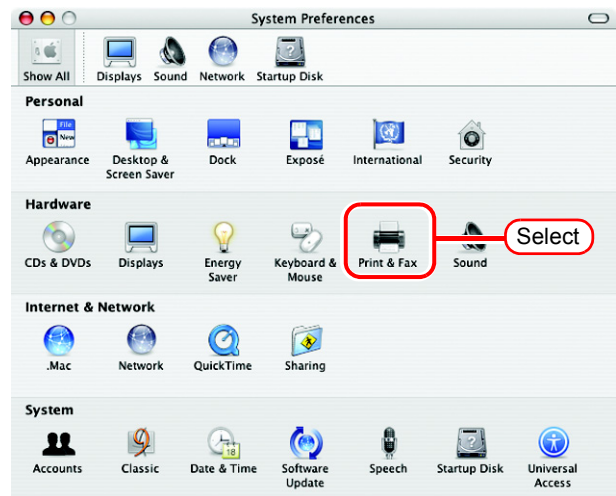 System Preferences
Show All Displays Sound Network Startup Disk
Personal
File
New
Appearance Desktop & Screen Saver Dock Exposé International Security
Hardware
CDs & DVDs Displays Energy Saver Keyboard & Mouse Print & Fax Sound
Select
Internet & Network
.Mac Network QuickTime Sharing
System
18
Accounts Classic Date & Time Software Update Speech Startup Disk Universal Access